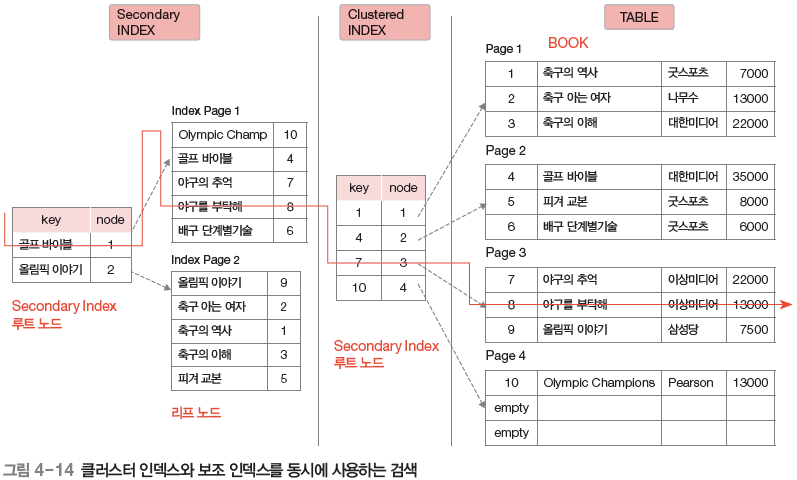 Secondary
INDEX
Clustered
INDEX
TABLE
Index Page 1
Olympic Champ 10
골프 바이블 4
야구의 추억 7
야구를 부탁해 8
배구 단계별기술 6
key node
골프 바이블 1
올림픽 이야기 2
Secondary Index
루트 노드
Index Page 2
올림픽 이야기 9
축구 아는 여자 2
축구의 역사 1
축구의 이해 3
피겨 교본 5
리프 노드
key node
1 1
4 2
7 3
10 4
Secondary Index
루트 노드
Page 1
BOOK
1 축구의 역사 굿스포츠 7000
2 축구 아는 여자 나무수 13000
3 축구의 이해 대한미디어 22000
Page 2
4 골프 바이블 대한미디어 35000
5 피겨 교본 굿스포츠 8000
6 배구 단계별기술 굿스포츠 6000
Page 3
7 야구의 추억 이상미디어 22000
8 야구를 부탁해 이상미디어 13000
9 올림픽 이야기 삼성당 7500
Page 4
10 Olympic Champions Pearson 13000
empty
empty
그림 4-14 클러스터 인덱스와 보조 인덱스를 동시에 사용하는 검색